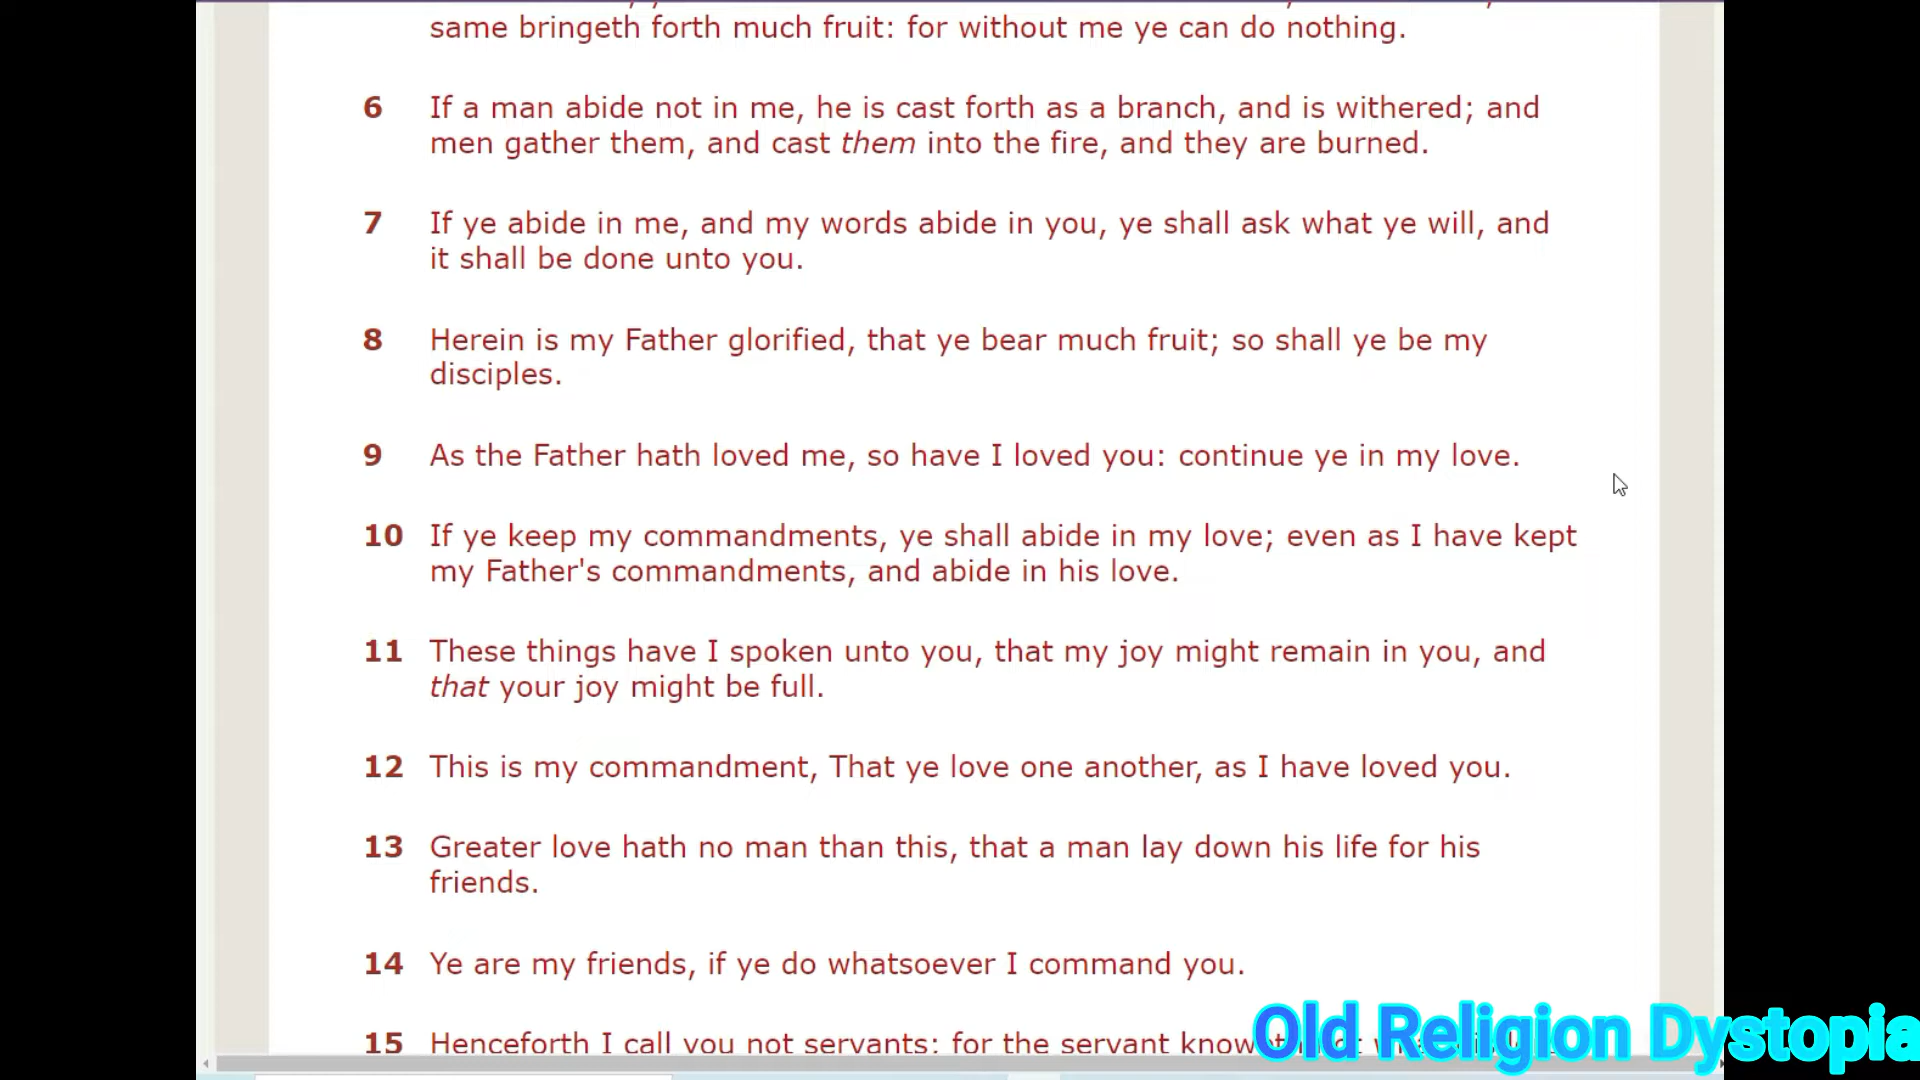 same bringeth forth much fruit: for without me ye can do nothing.
6 If a man abide not in me, he is cast forth as a branch, and is withered; and
men gather them, and cast them into the fire, and they are burned.
7 If ye abide in me, and my words abide in you, ye shall ask what ye will, and
it shall be done unto you.
8 Herein is my Father glorified, that ye bear much fruit; so shall ye be my
disciples.
9 As the Father hath loved me, so have I loved you: continue ye in my love.
10 If ye keep my commandments, ye shall abide in my love; even as I have kept
my Father's commandments, and abide in his love.
11 These things have I spoken unto you, that my joy might remain in you, and
that your joy might be full.
12 This is my commandment, That ye love one another, as I have loved you.
13 Greater love hath no man than this, that a man lay down his life for his
friends.
14 Ye are my friends, if ye do whatsoever I command you.
15 Henceforth I call you not servants; for the servant
Old Religion Dystopia